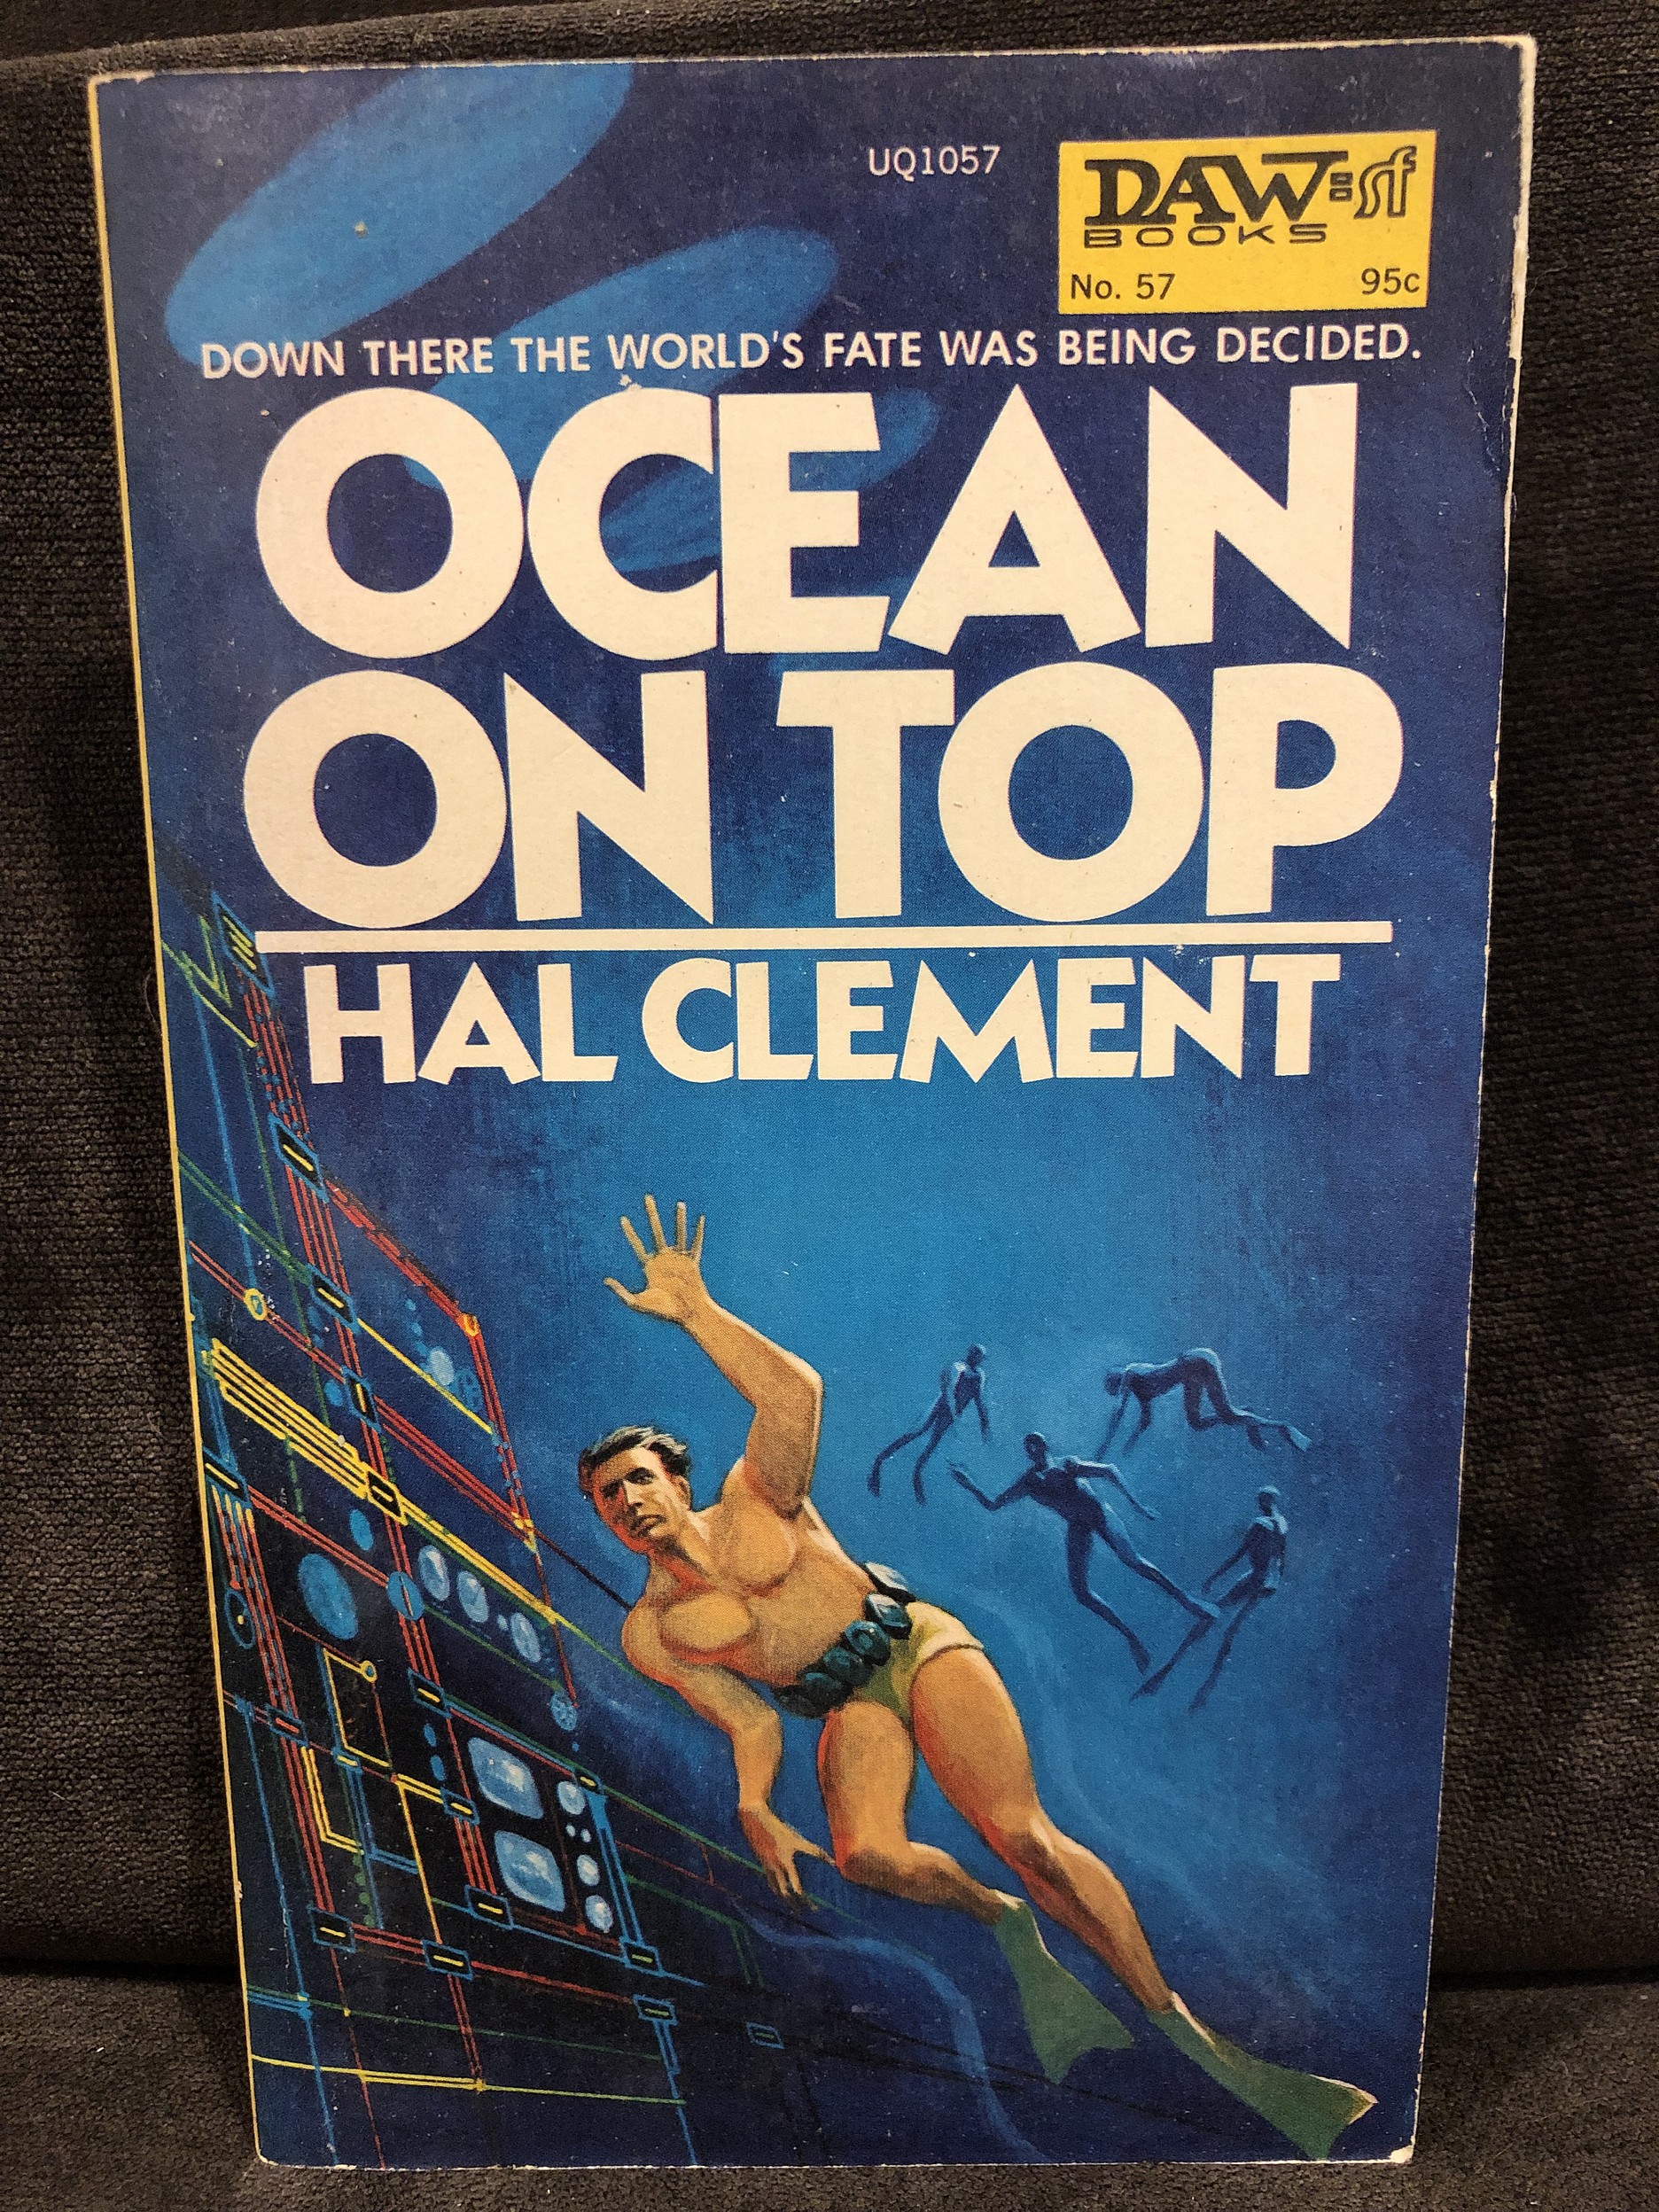 UQ1057
DAW=sf
BOOKS
No. 57 95c
DOWN THERE THE WORLD'S FATE WAS BEING DECIDED.
OCEAN
ON TOP
HAL CLEMENT